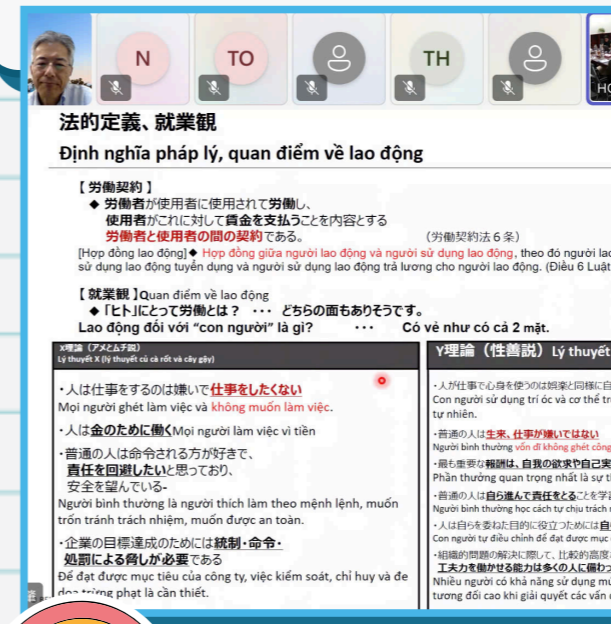 N
TO
TH
HO
法的定義、就業観
Định nghĩa pháp lý, quan điểm về lao động
【 労働契約 】
◆ 労働者が使用者に使用されて労働し、
使用者がこれに対して賃金を支払うことを内容とする
労働者と使用者の間の契約である。 (労働契約法６条)
[Hợp đồng lao động]◆ Hợp đồng giữa người lao động và người sử dụng lao động, theo đó người lao
sử dụng lao động tuyển dụng và người sử dụng lao động trả lương cho người lao động. (Điều 6 Luật
【 就業観 】Quan điểm về lao động
◆「ヒト」にとって労働とは？ ･･･ どちらの面もありそうです。
Lao động đối với “con người” là gì? ･･･ Có vẻ như có cả 2 mặt.
X理論（アメとムチ説）
Lý thuyết X (lý thuyết củ cà rốt và cây gậy)
・人は仕事をするのは嫌いで仕事をしたくない
Mọi người ghét làm việc và không muốn làm việc.
・人は金のために働くMọi người làm việc vì tiền
・普通の人は命令される方が好きで、
責任を回避したいと思っており、
安全を望んている-
Người bình thường là người thích làm theo mệnh lệnh, muốn
trốn tránh trách nhiệm, muốn được an toàn.
・企業の目標達成のためには統制・命令・
処罰による脅しが必要である
Để đạt được mục tiêu của công ty, việc kiểm soát, chỉ huy và đe
dọa trừng phạt là cần thiết.
Y理論（性善説）Lý thuyết
・人が仕事で心身を使うのは娯楽と同様に自
Con người sử dụng trí óc và cơ thể tr
tự nhiên.
・普通の人は生来、仕事が嫌いではない
Người bình thường vốn dĩ không ghét công
・最も重要な報酬は、自我の欲求や自己実
Phần thưởng quan trọng nhất là sự th
・普通の人は自ら進んで責任をとることを学
Người bình thường học cách tự chịu trách
・人は自らを委ねた目的に役立つためには自
Con người tự điều chỉnh để đạt được mục
・組織的問題の解決に際して、比較的高度な
工夫力を働かせる能力は多くの人に備わっ
Nhiều người có khả năng sử dụng mứ
tương đối cao khi giải quyết các vấn